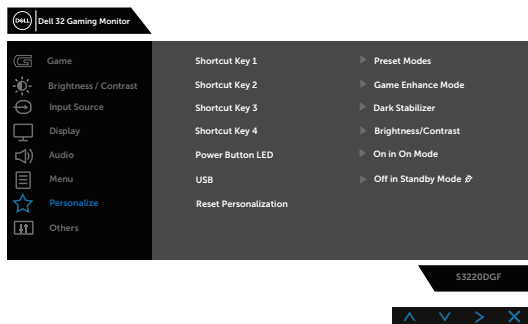 DELL Dell 32 Gaming Monitor
Game
Shortcut Key 1 Preset Modes
Brightness / Contrast
Shortcut Key 2 Game Enhance Mode
Input Source
Shortcut Key 3 Dark Stabilizer
Display
Shortcut Key 4 Brightness/Contrast
Audio
Power Button LED On in On Mode
Menu
USB Off in Standby Mode
Personalize
Reset Personalization
Others
S3220DGF